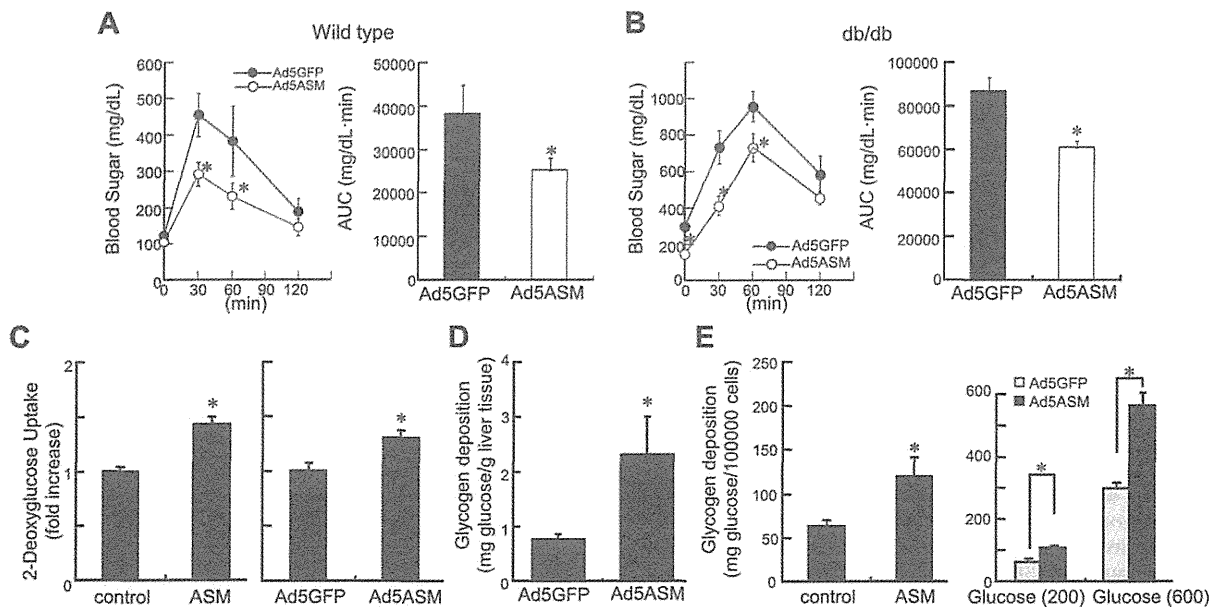 A
Wild type
Blood Sugar (mg/dL)
600
500
400
300
200
100
0
Ad5GFP
Ad5ASM
*
*
0 30 60 90 120
(min)
AUC (mg/dL·min)
50000
40000
30000
20000
10000
0
*
Ad5GFP Ad5ASM
B
db/db
Blood Sugar (mg/dL)
1000
800
600
400
200
0
*
*
*
Ad5GFP
Ad5ASM
0 30 60 90 120
(min)
AUC (mg/dL·min)
100000
80000
60000
40000
20000
0
*
Ad5GFP Ad5ASM
C
2-Deoxyglucose Uptake
(fold increase)
2
1
0
*
control ASM
*
Ad5GFP Ad5ASM
D
Glycogen deposition
(mg glucose/g liver tissue)
4
3
2
1
0
*
Ad5GFP Ad5ASM
E
Glycogen deposition
(mg glucose/100000 cells)
250
200
150
100
50
0
*
control ASM
600
400
200
0
Ad5GFP
Ad5ASM
*
*
Glucose (200) Glucose (600)